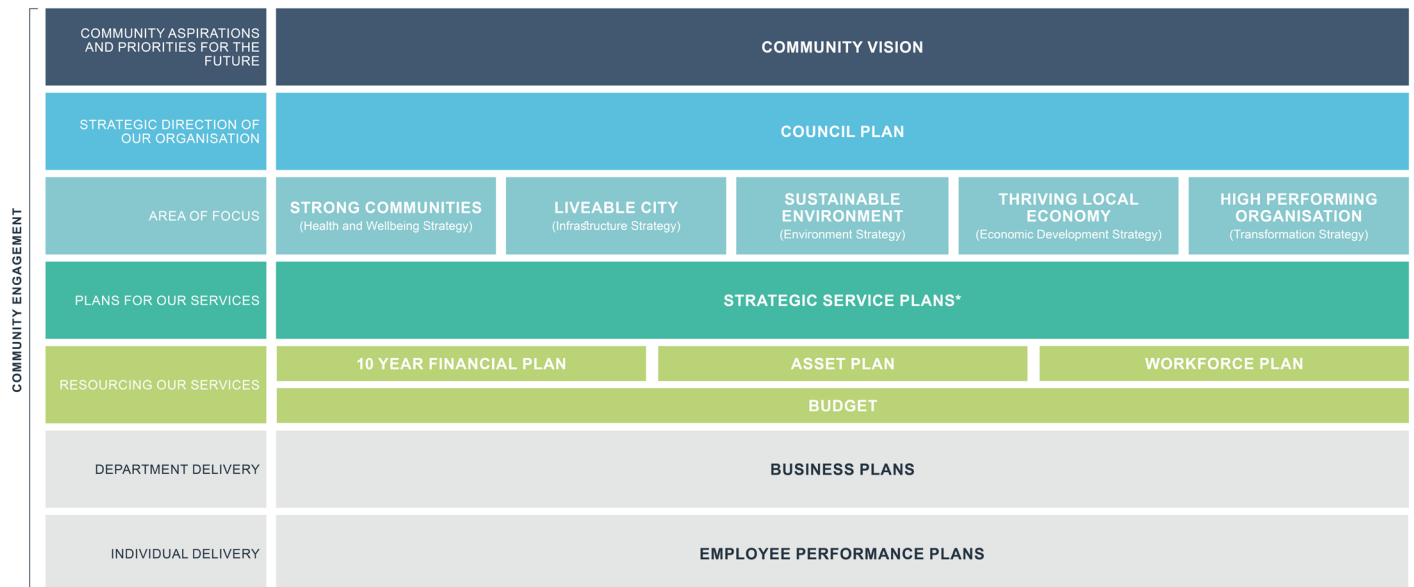 COMMUNITY ENGAGEMENT
COMMUNITY ASPIRATIONS
AND PRIORITIES FOR THE
FUTURE
COMMUNITY VISION
STRATEGIC DIRECTION OF
OUR ORGANISATION
COUNCIL PLAN
AREA OF FOCUS
STRONG COMMUNITIES
(Health and Wellbeing Strategy)
LIVEABLE CITY
(Infrastructure Strategy)
SUSTAINABLE
ENVIRONMENT
(Environment Strategy)
THRIVING LOCAL
ECONOMY
(Economic Development Strategy)
HIGH PERFORMING
ORGANISATION
(Transformation Strategy)
PLANS FOR OUR SERVICES
STRATEGIC SERVICE PLANS*
RESOURCING OUR SERVICES
10 YEAR FINANCIAL PLAN
ASSET PLAN
WORKFORCE PLAN
BUDGET
DEPARTMENT DELIVERY
BUSINESS PLANS
INDIVIDUAL DELIVERY
EMPLOYEE PERFORMANCE PLANS